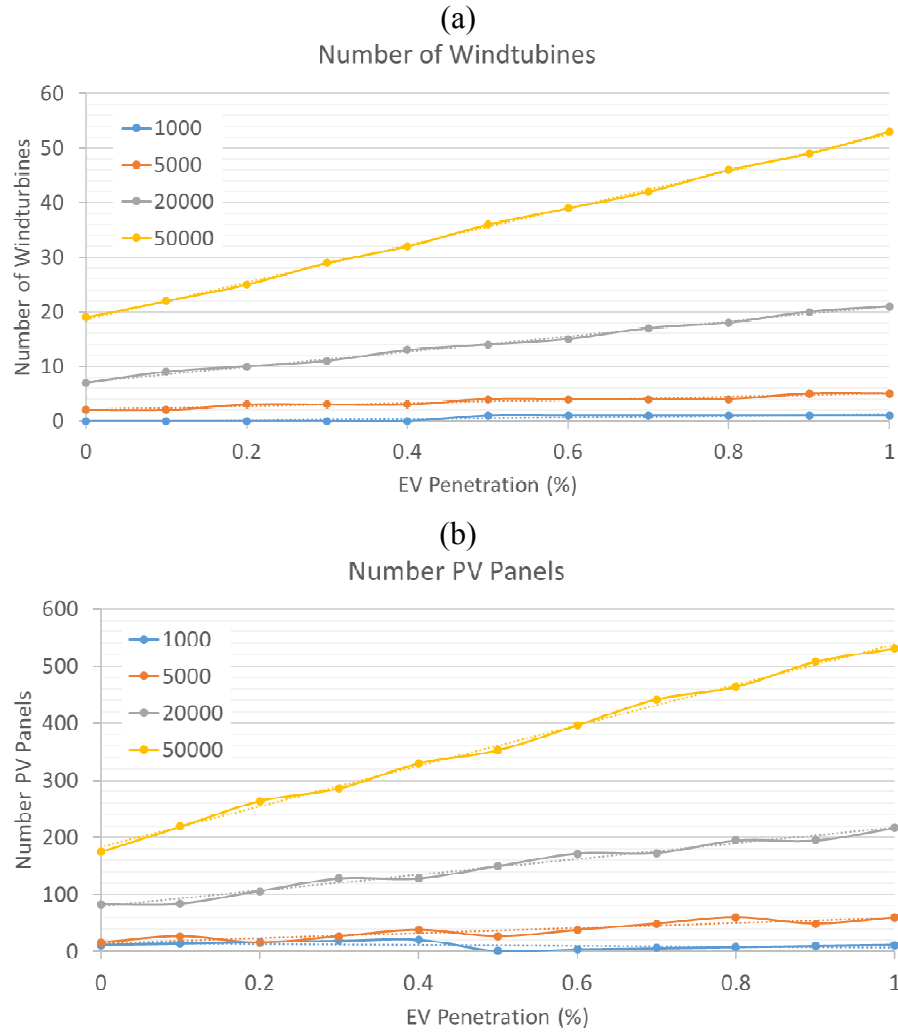 (a)
Number of Windtubines
60
50
40
30
20
10
0
Number of Windturbines
1000
5000
20000
50000
0 0.2 0.4 0.6 0.8 1
EV Penetration (%)
(b)
Number PV Panels
600
500
400
300
200
100
0
Number PV Panels
1000
5000
20000
50000
0 0.2 0.4 0.6 0.8 1
EV Penetration (%)